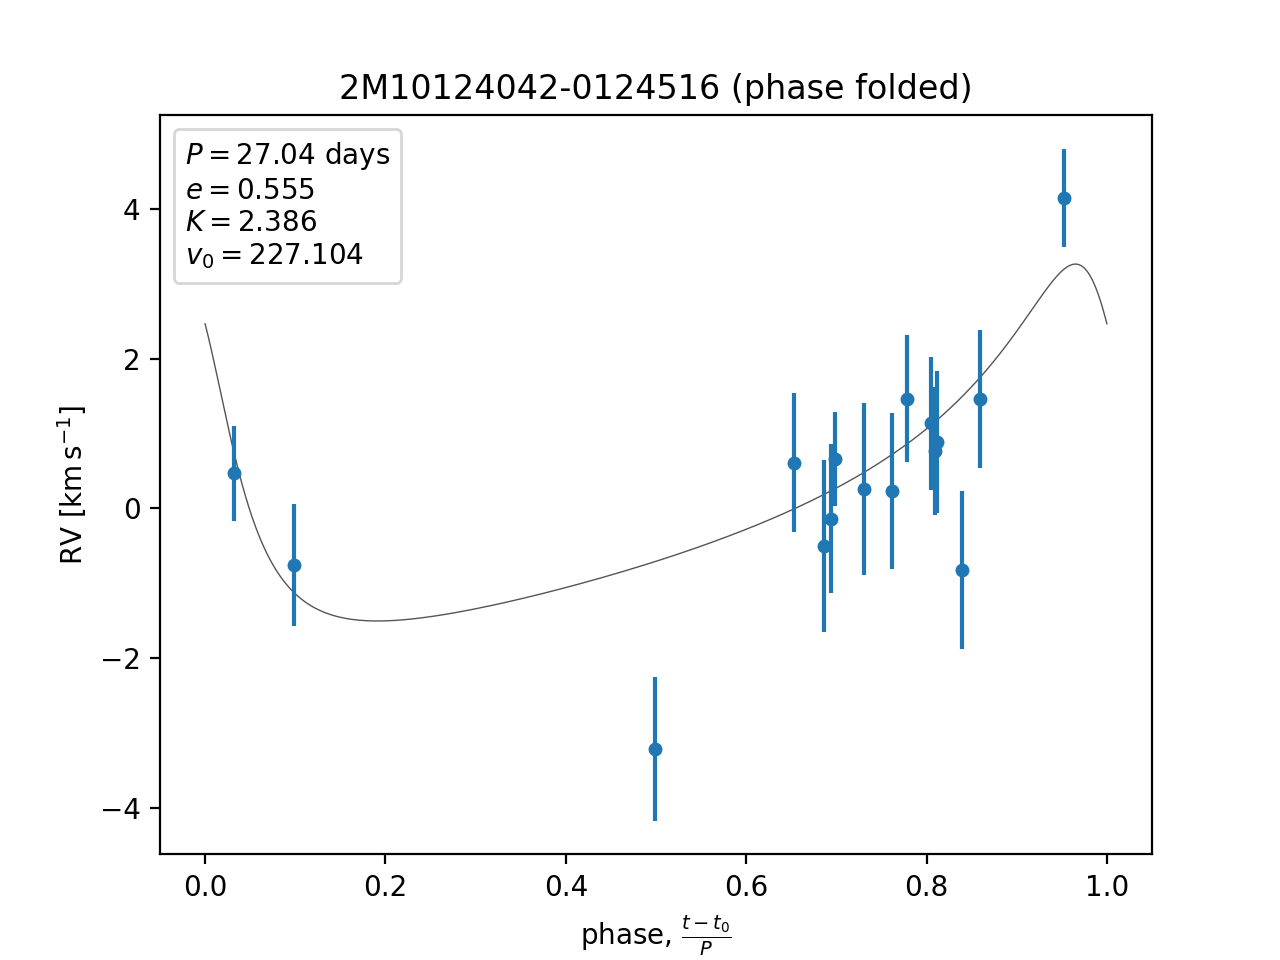 2M10124042-0124516 (phase folded)
P = 27.04 days
e = 0.555
K = 2.386
v₀ = 227.104
4
2
0
−2
−4
RV [km s⁻¹]
0.0 0.2 0.4 0.6 0.8 1.0
phase, (t − t₀)/P